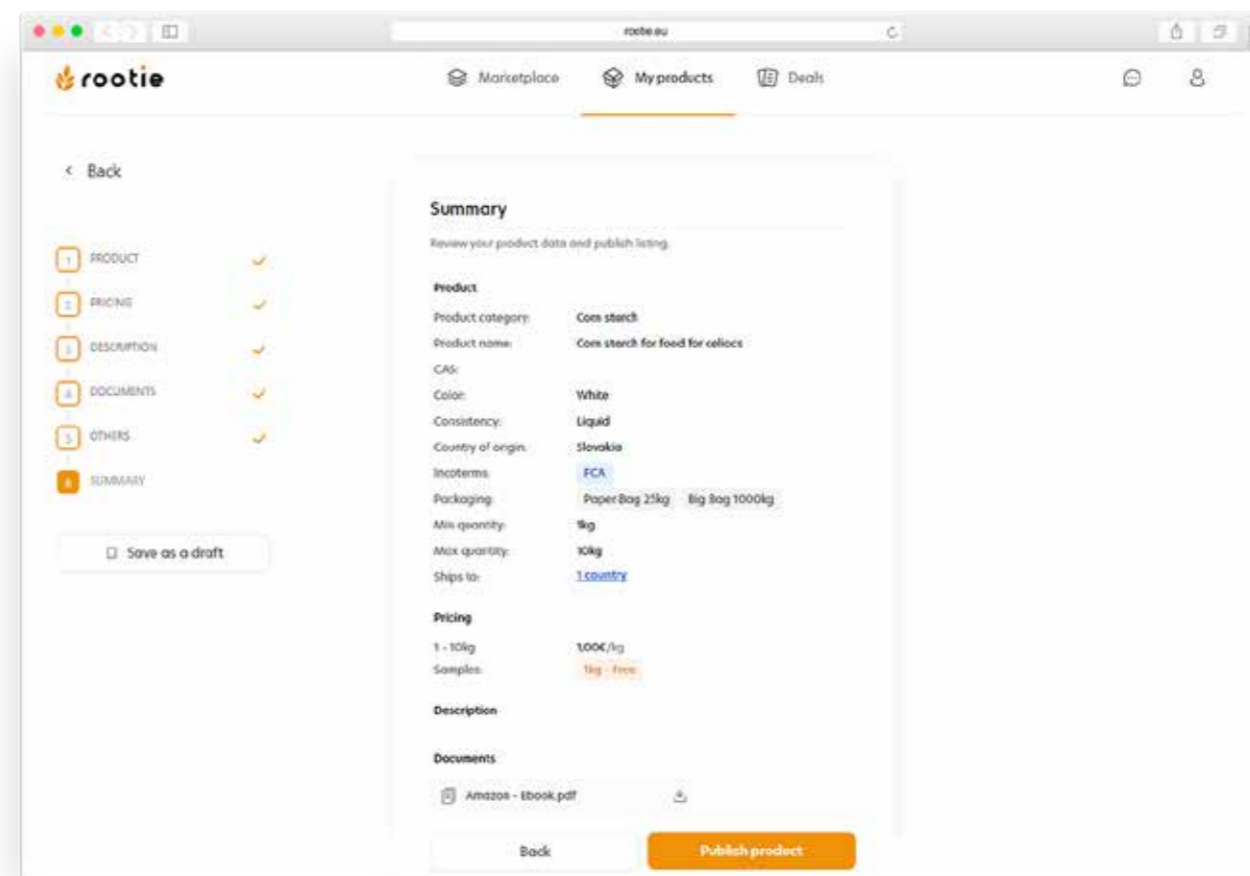 rootie.eu
rootie
Marketplace
My products
Deals
< Back
1 PRODUCT
2 PRICING
3 DESCRIPTION
4 DOCUMENTS
5 OTHERS
6 SUMMARY
Save as a draft
Summary
Review your product data and publish listing.
Product
Product category: Corn starch
Product name: Corn starch for food for celiacs
CAS:
Color: White
Consistency: Liquid
Country of origin: Slovakia
Incoterms: FCA
Packaging: Paper Bag 25kg Big Bag 1000kg
Min quantity: 1kg
Max quantity: 10kg
Ships to: 1 country
Pricing
1 - 10kg 1.00€/kg
Samples: 1kg - Free
Description
Documents
Amazon - Ebook.pdf
Back
Publish product